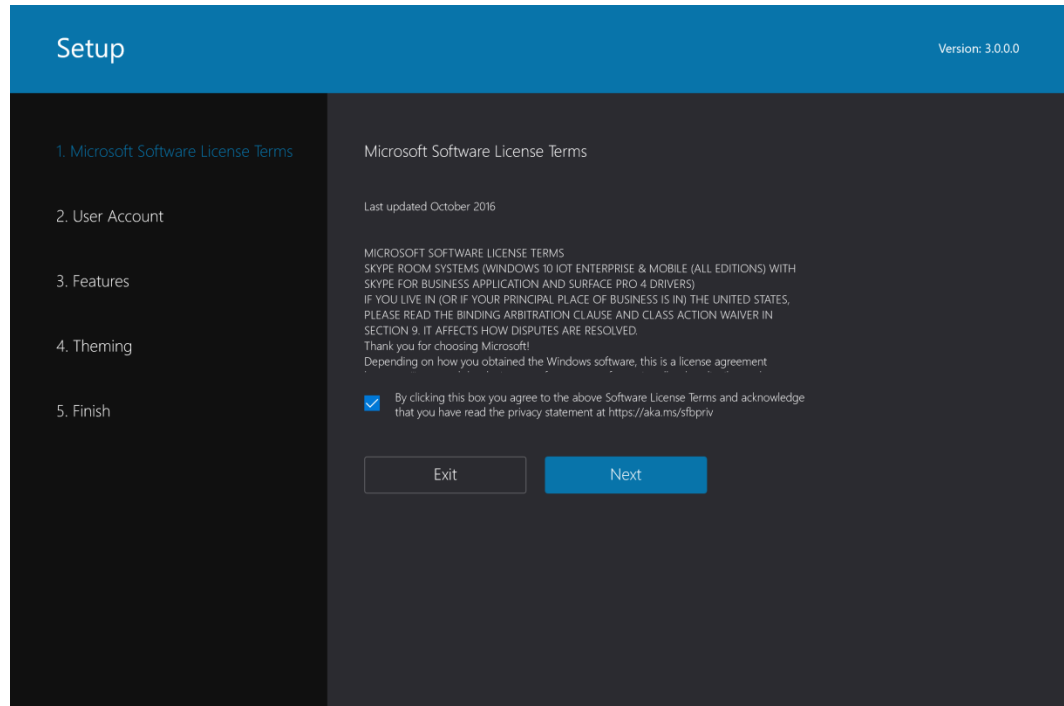 Setup
Version: 3.0.0.0
1. Microsoft Software License Terms
2. User Account
3. Features
4. Theming
5. Finish
Microsoft Software License Terms
Last updated October 2016
MICROSOFT SOFTWARE LICENSE TERMS
SKYPE ROOM SYSTEMS (WINDOWS 10 IOT ENTERPRISE & MOBILE (ALL EDITIONS) WITH
SKYPE FOR BUSINESS APPLICATION AND SURFACE PRO 4 DRIVERS)
IF YOU LIVE IN (OR IF YOUR PRINCIPAL PLACE OF BUSINESS IS IN) THE UNITED STATES,
PLEASE READ THE BINDING ARBITRATION CLAUSE AND CLASS ACTION WAIVER IN
SECTION 9. IT AFFECTS HOW DISPUTES ARE RESOLVED.
Thank you for choosing Microsoft!
Depending on how you obtained the Windows software, this is a license agreement
By clicking this box you agree to the above Software License Terms and acknowledge
that you have read the privacy statement at https://aka.ms/sfbpriv
Exit
Next